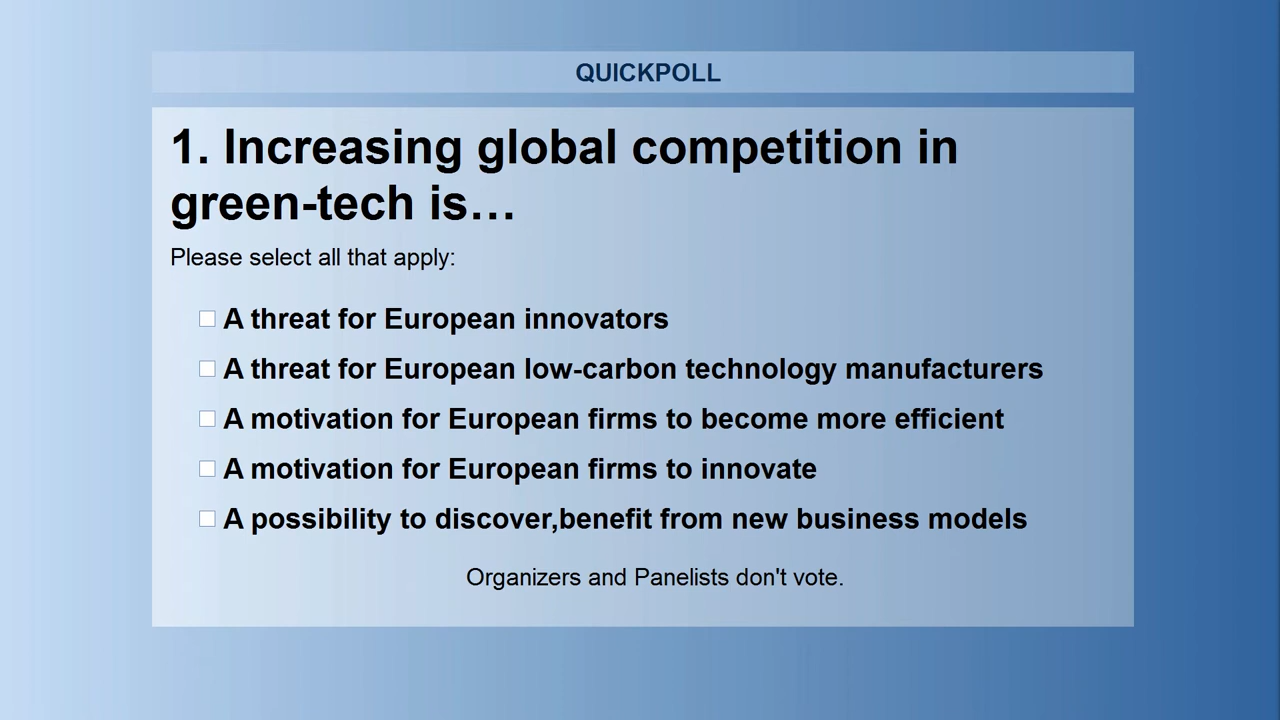 QUICKPOLL
1. Increasing global competition in
green-tech is…
Please select all that apply:
A threat for European innovators
A threat for European low-carbon technology manufacturers
A motivation for European firms to become more efficient
A motivation for European firms to innovate
A possibility to discover,benefit from new business models
Organizers and Panelists don't vote.